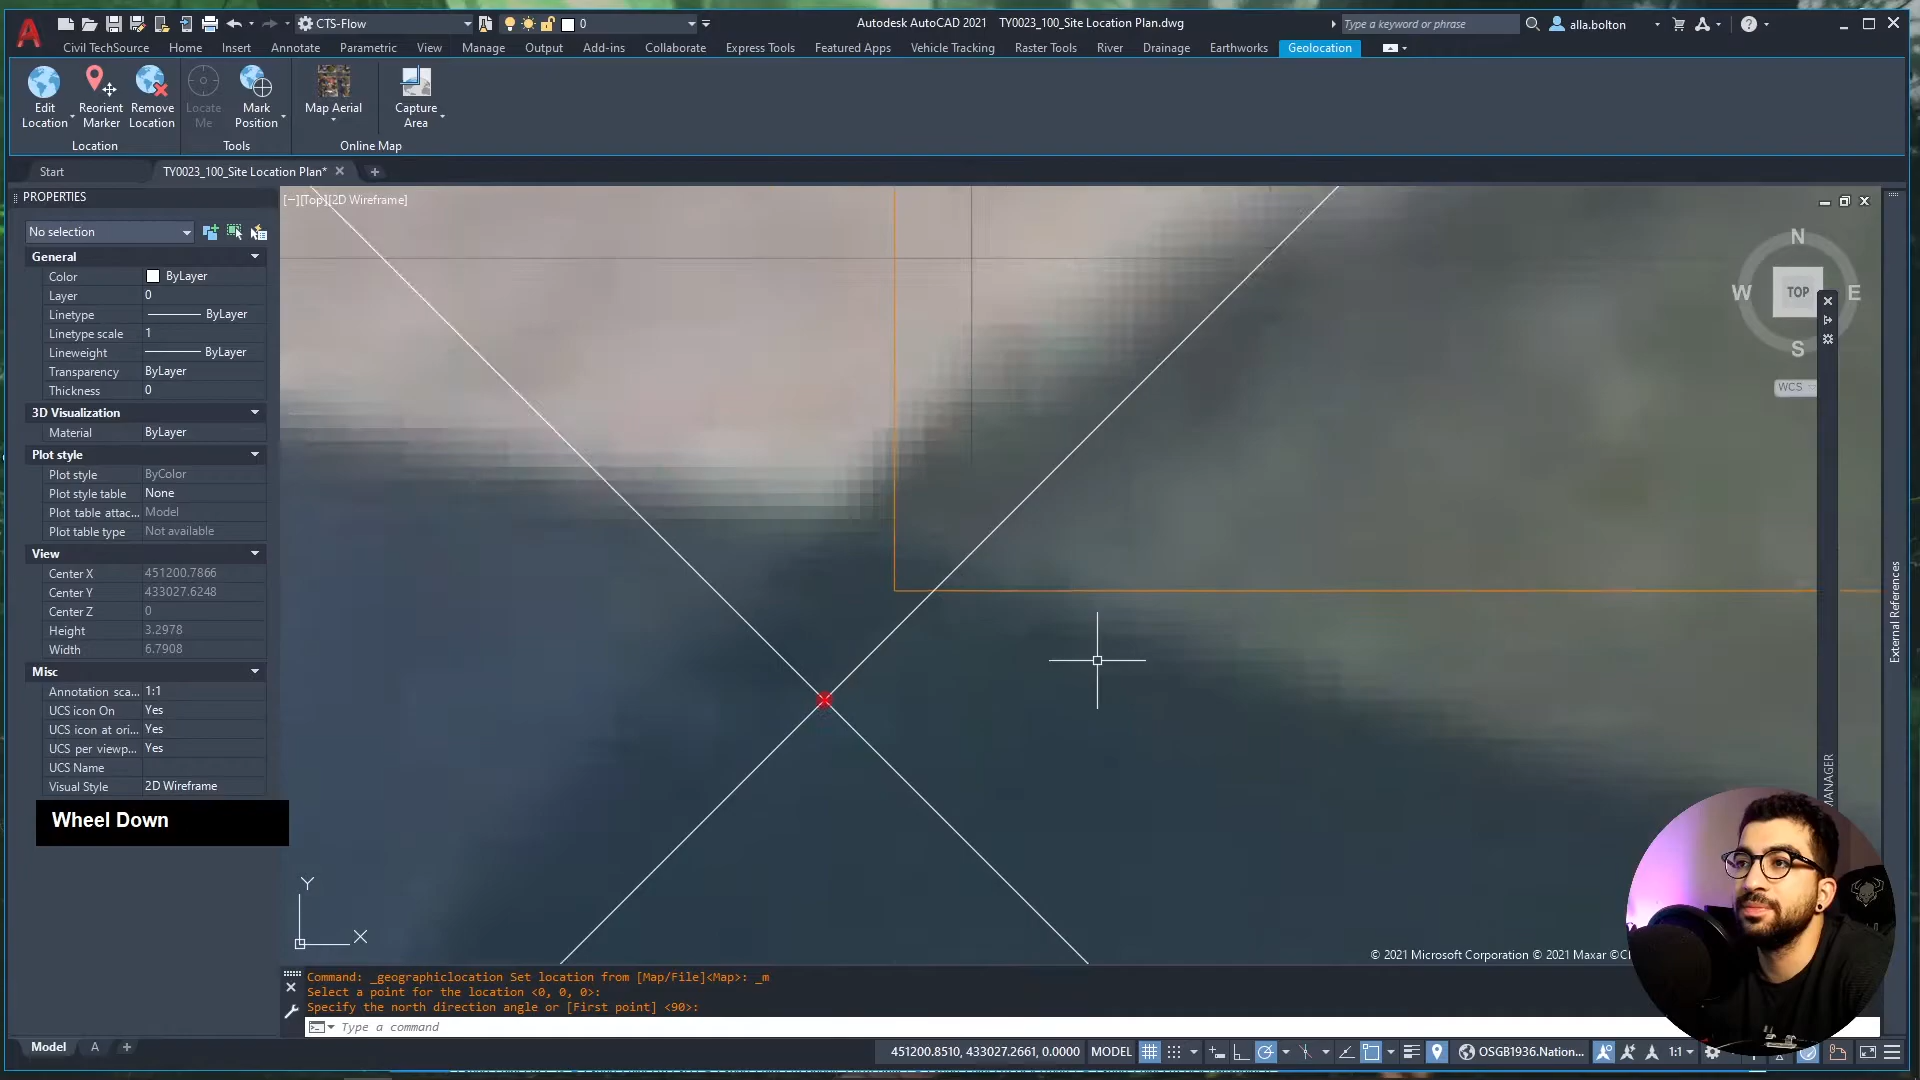 CTS-Flow
0
Autodesk AutoCAD 2021 TY0023_100_Site Location Plan.dwg
Type a keyword or phrase
alla.bolton
Civil TechSource Home Insert Annotate Parametric View Manage Output Add-ins Collaborate Express Tools Featured Apps Vehicle Tracking Raster Tools River Drainage Earthworks Geolocation
Edit Location
Reorient Marker
Remove Location
Locate Me
Mark Position
Map Aerial
Capture Area
Location
Tools
Online Map
Start
TY0023_100_Site Location Plan*
PROPERTIES
[−][Top][2D Wireframe]
No selection
General
Color ByLayer
Layer 0
Linetype ByLayer
Linetype scale 1
Lineweight ByLayer
Transparency ByLayer
Thickness 0
3D Visualization
Material ByLayer
Plot style
Plot style ByColor
Plot style table None
Plot table attac... Model
Plot table type Not available
View
Center X 451200.7866
Center Y 433027.6248
Center Z 0
Height 3.2978
Width 6.7908
Misc
Annotation sca... 1:1
UCS icon On Yes
UCS icon at ori... Yes
UCS per viewp... Yes
UCS Name
Visual Style 2D Wireframe
Wheel Down
N
W
TOP
E
S
WCS
External References
MANAGER
Y
X
© 2021 Microsoft Corporation © 2021 Maxar
Command: _geographiclocation Set location from [Map/File]<Map>: _m
Select a point for the location <0, 0, 0>:
Specify the north direction angle or [First point] <90>:
Type a command
Model
A
451200.8510, 433027.2661, 0.0000 MODEL
OSGB1936.Nation...
1:1